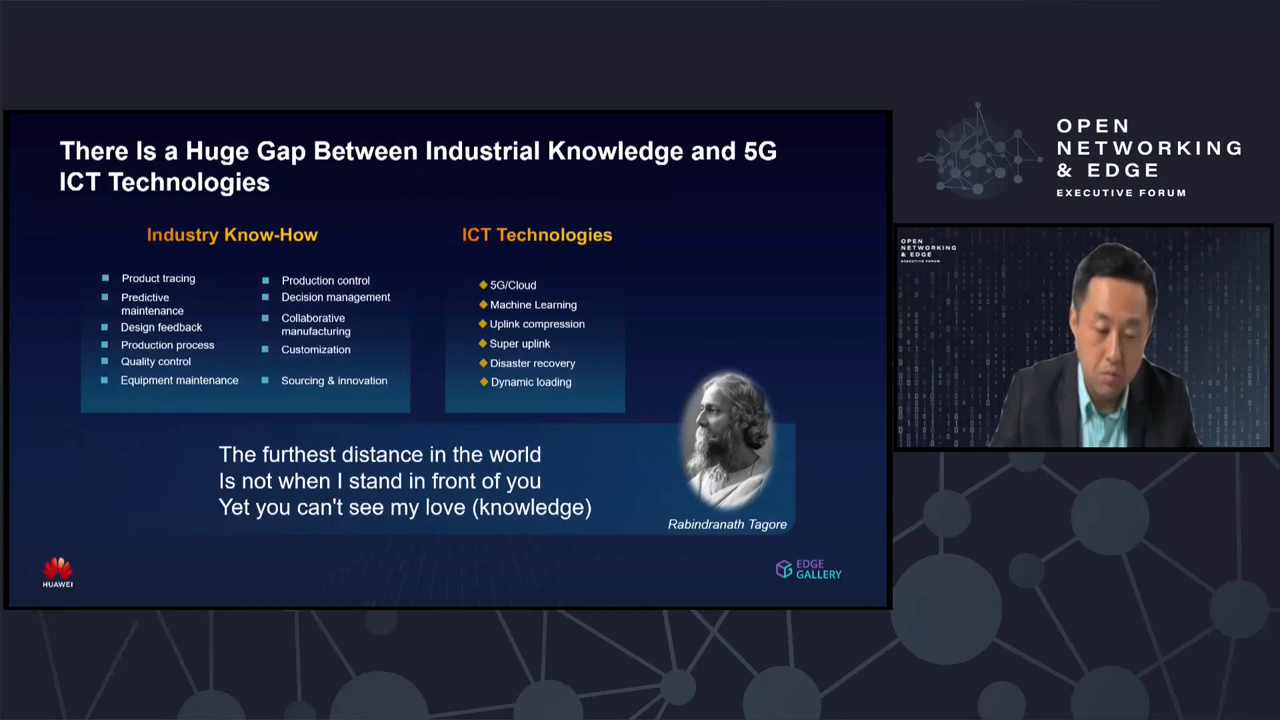 There Is a Huge Gap Between Industrial Knowledge and 5G
ICT Technologies
Industry Know-How
Product tracing
Predictive
maintenance
Design feedback
Production process
Quality control
Equipment maintenance
Production control
Decision management
Collaborative
manufacturing
Customization
Sourcing & innovation
ICT Technologies
5G/Cloud
Machine Learning
Uplink compression
Super uplink
Disaster recovery
Dynamic loading
The furthest distance in the world
Is not when I stand in front of you
Yet you can't see my love (knowledge)
Rabindranath Tagore
HUAWEI
EDGE
GALLERY
OPEN
NETWORKING
& EDGE
EXECUTIVE FORUM
OPEN
NETWORKING
& EDGE
EXECUTIVE FORUM